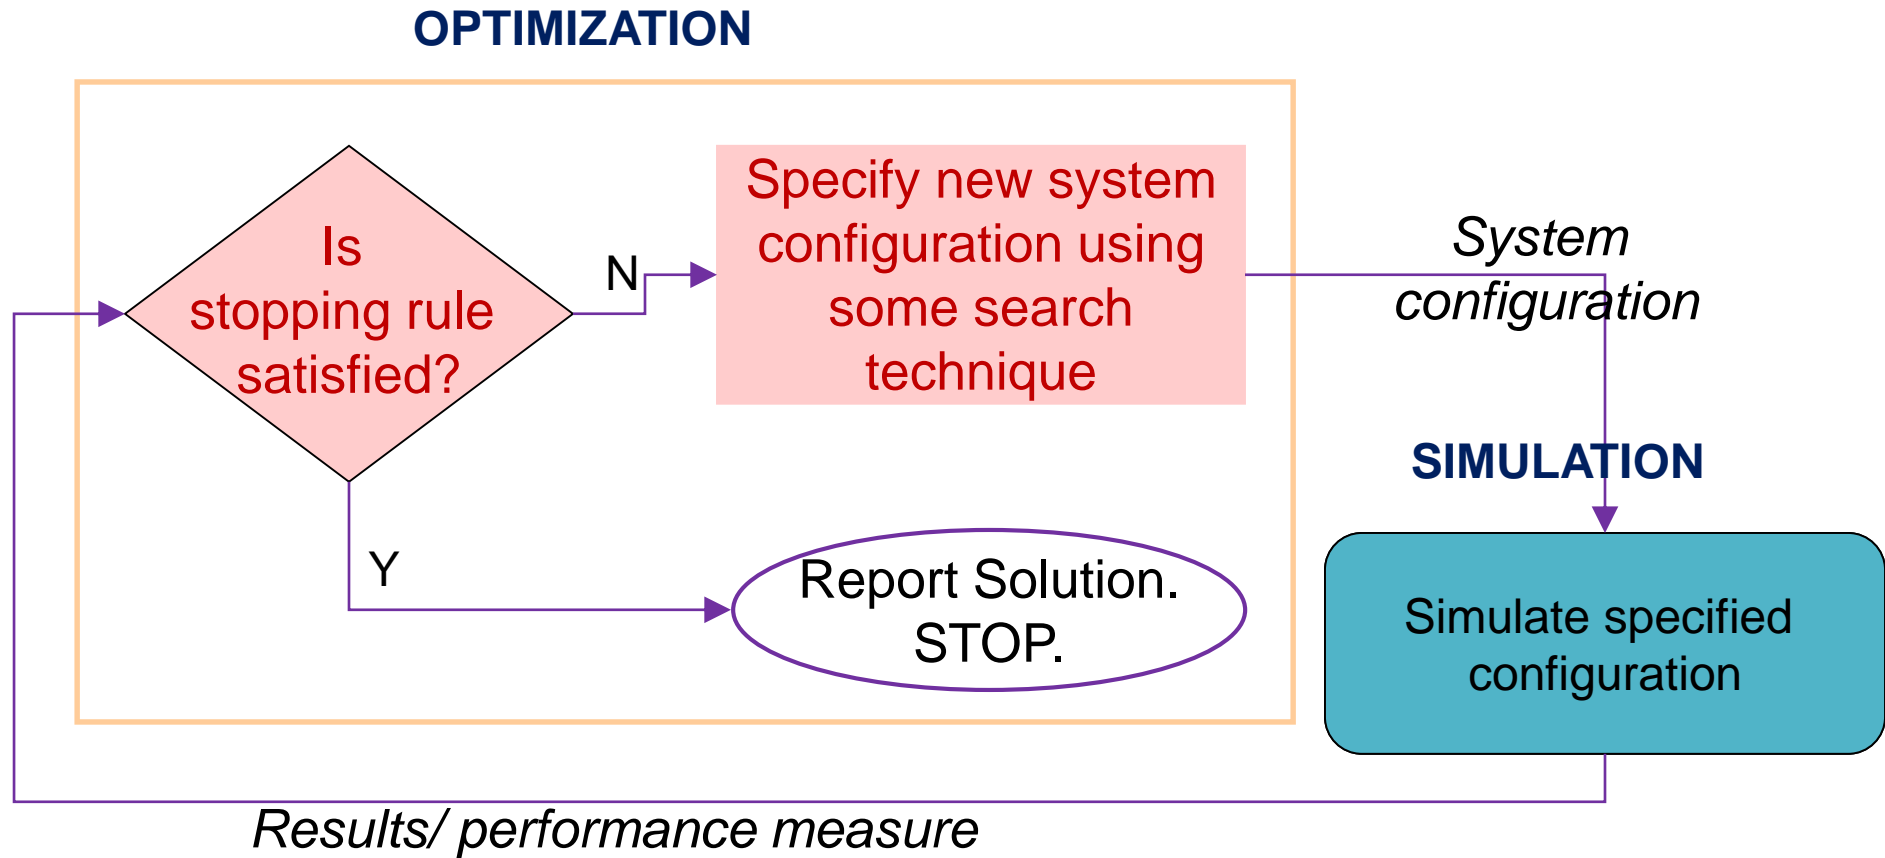 OPTIMIZATION
Is
stopping rule
satisfied?
N
Specify new system
configuration using
some search
technique
System
configuration
SIMULATION
Y
Report Solution.
STOP.
Simulate specified
configuration
Results/ performance measure